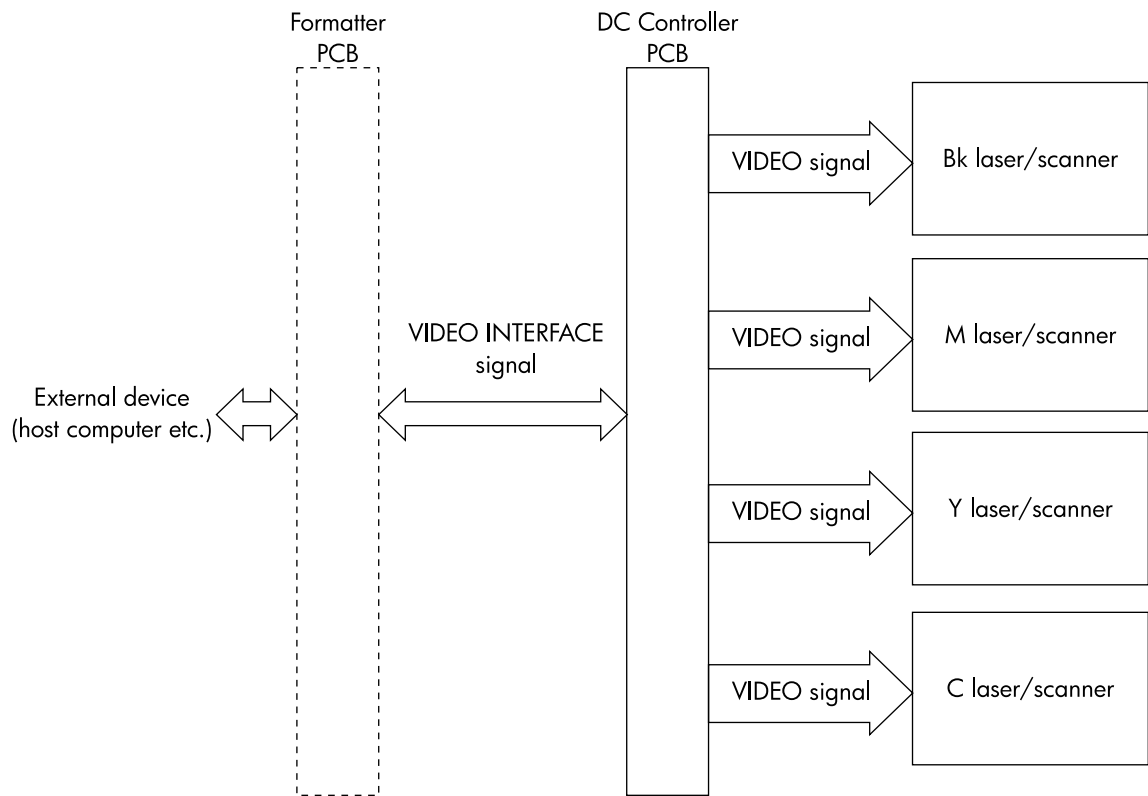 Formatter
PCB
DC Controller
PCB
VIDEO signal
Bk laser/scanner
VIDEO signal
M laser/scanner
VIDEO INTERFACE
signal
External device
(host computer etc.)
VIDEO signal
Y laser/scanner
VIDEO signal
C laser/scanner